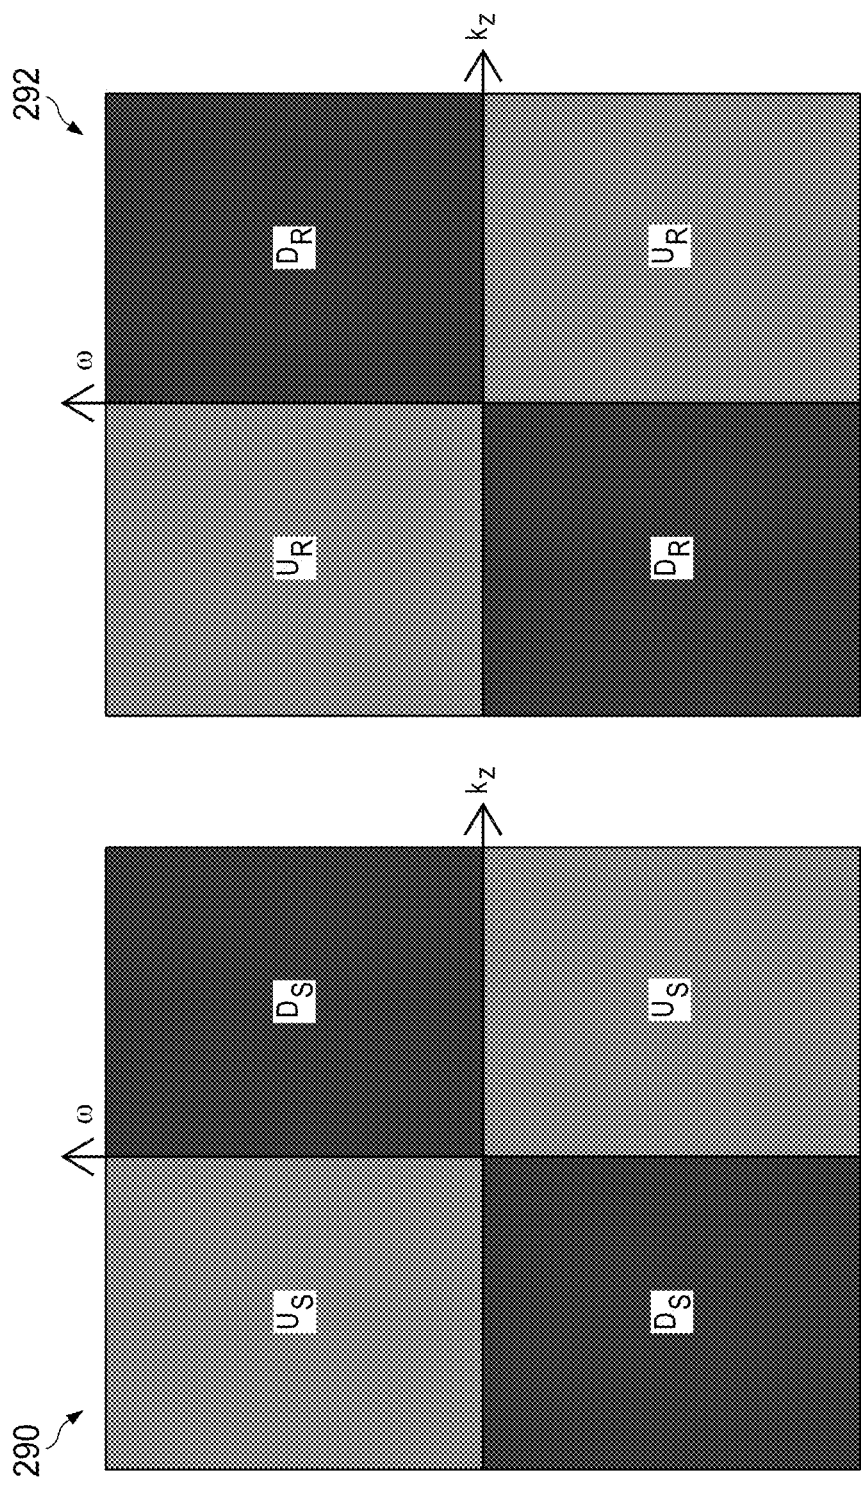 290
ω
U_S
D_S
k_z
D_S
U_S
292
ω
U_R
D_R
k_z
D_R
U_R